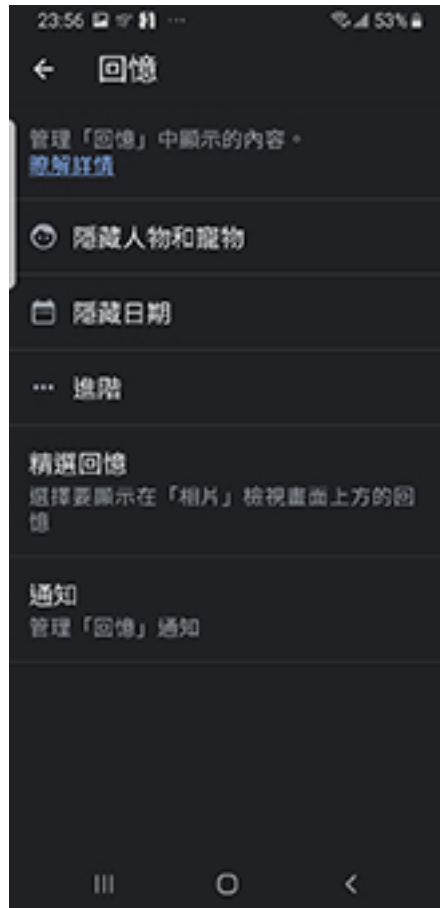 23:56 53%
回憶
管理「回憶」中顯示的內容。
瞭解詳情
隱藏人物和寵物
隱藏日期
進階
精選回憶
選擇要顯示在「相片」檢視畫面上方的回
憶
通知
管理「回憶」通知